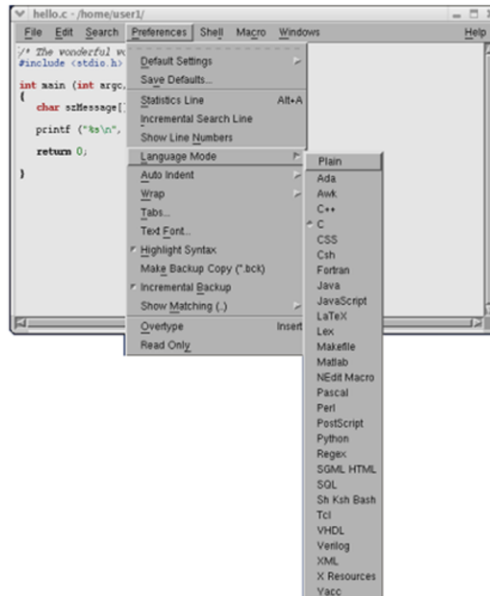 hello.c - /home/user1/
File Edit Search Preferences Shell Macro Windows Help
/* The wonderful
#include <stdio.h>
int main (int argc,
{
char szMessage[]
printf ("%s\n",
return 0;
}
Default Settings
Save Defaults...
Statistics Line Alt+A
Incremental Search Line
Show Line Numbers
Language Mode
Auto Indent
Wrap
Tabs...
Text Font...
Highlight Syntax
Make Backup Copy (*.bck)
Incremental Backup
Show Matching (..)
Overtype Insert
Read Only
Plain
Ada
Awk
C++
C
CSS
Csh
Fortran
Java
JavaScript
LaTeX
Lex
Makefile
Matlab
NEdit Macro
Pascal
Perl
PostScript
Python
Regex
SGML HTML
SQL
Sh Ksh Bash
Tcl
VHDL
Verilog
XML
X Resources
Yacc